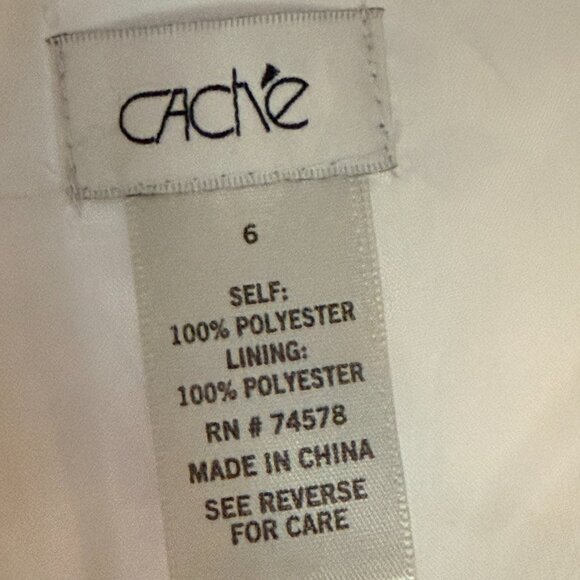 CACHé
6
SELF:
100% POLYESTER
LINING:
100% POLYESTER
RN # 74578
MADE IN CHINA
SEE REVERSE
FOR CARE